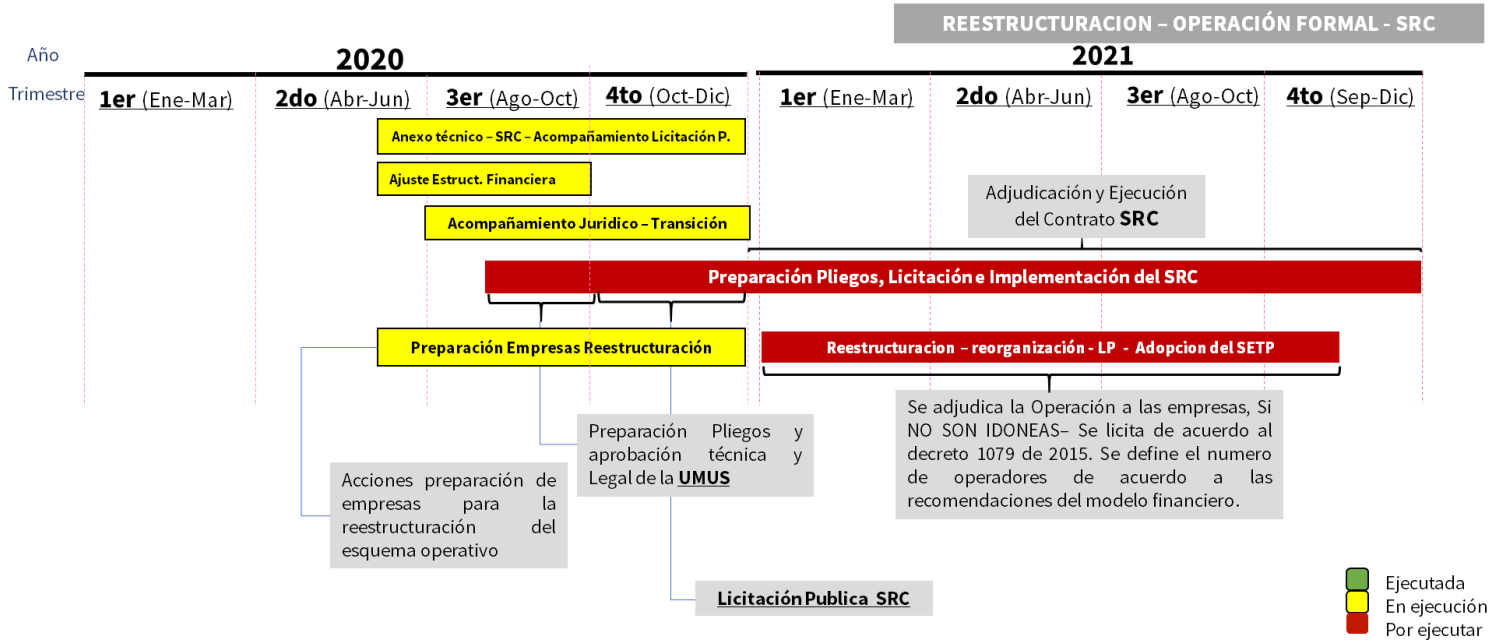 REESTRUCTURACION – OPERACIÓN FORMAL - SRC
Año
2020
2021
Trimestre
1er (Ene-Mar)
2do (Abr-Jun)
3er (Ago-Oct)
4to (Oct-Dic)
1er (Ene-Mar)
2do (Abr-Jun)
3er (Ago-Oct)
4to (Sep-Dic)
Anexo técnico – SRC – Acompañamiento Licitación P.
Ajuste Estruct. Financiera
Acompañamiento Juridico – Transición
Adjudicación y Ejecución
del Contrato SRC
Preparación Pliegos, Licitación e Implementación del SRC
Preparación Empresas Reestructuración
Reestructuracion – reorganización - LP - Adopcion del SETP
Se adjudica la Operación a las empresas, Si
NO SON IDONEAS– Se licita de acuerdo al
decreto 1079 de 2015. Se define el numero
de operadores de acuerdo a las
recomendaciones del modelo financiero.
Preparación Pliegos y
aprobación técnica y
Legal de la UMUS
Acciones preparación de
empresas para la
reestructuración del
esquema operativo
Licitación Publica SRC
Ejecutada
En ejecución
Por ejecutar